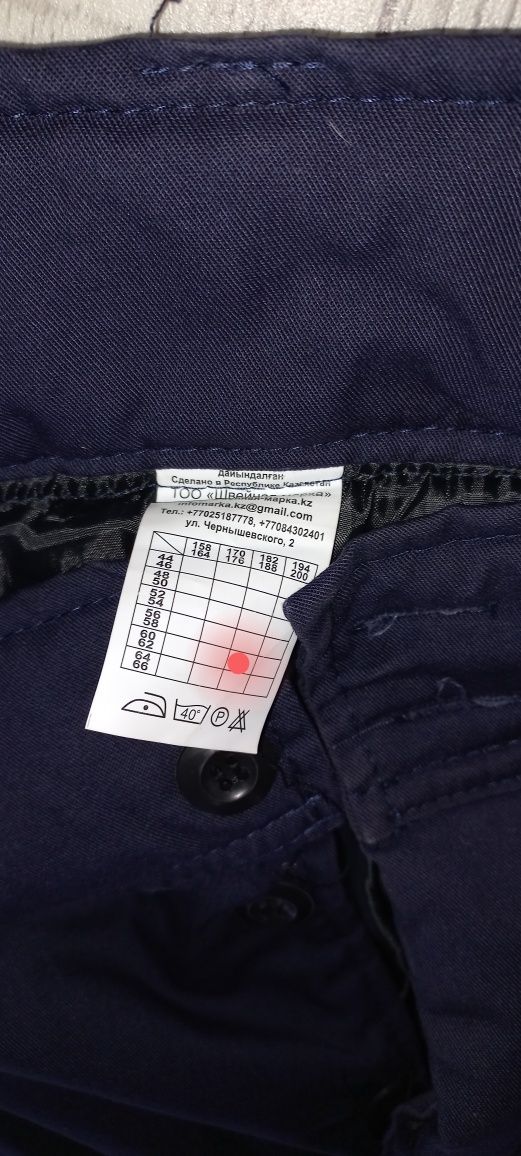 Дайындалған
Сделано в Республике Казахстан
ТОО «Швейная марка»
infomarka.kz@gmail.com
Тел.: +77025187778, +77084302401
ул. Чернышевского, 2
158 170 182 194
164 176 188 200
44
46
48
50
52
54
56
58
60
62
64
66
40° P